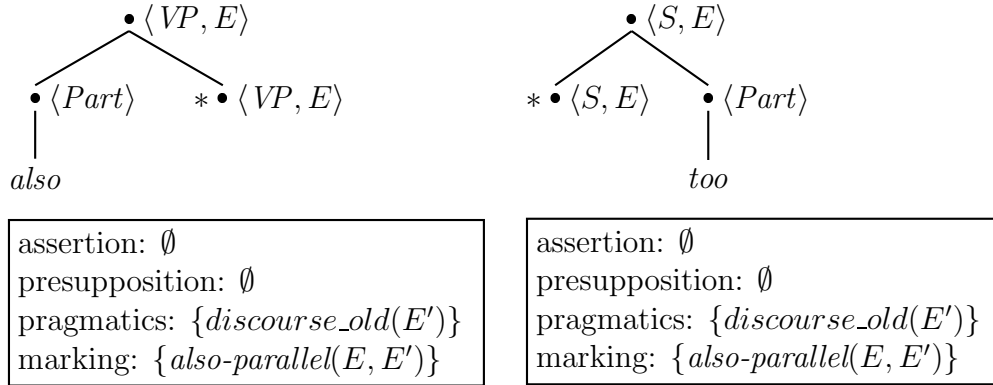 • ⟨VP, E⟩
• ⟨Part⟩ * • ⟨VP, E⟩
also
assertion: ∅
presupposition: ∅
pragmatics: {discourse_old(E′)}
marking: {also-parallel(E, E′)}
• ⟨S, E⟩
* • ⟨S, E⟩ • ⟨Part⟩
too
assertion: ∅
presupposition: ∅
pragmatics: {discourse_old(E′)}
marking: {also-parallel(E, E′)}